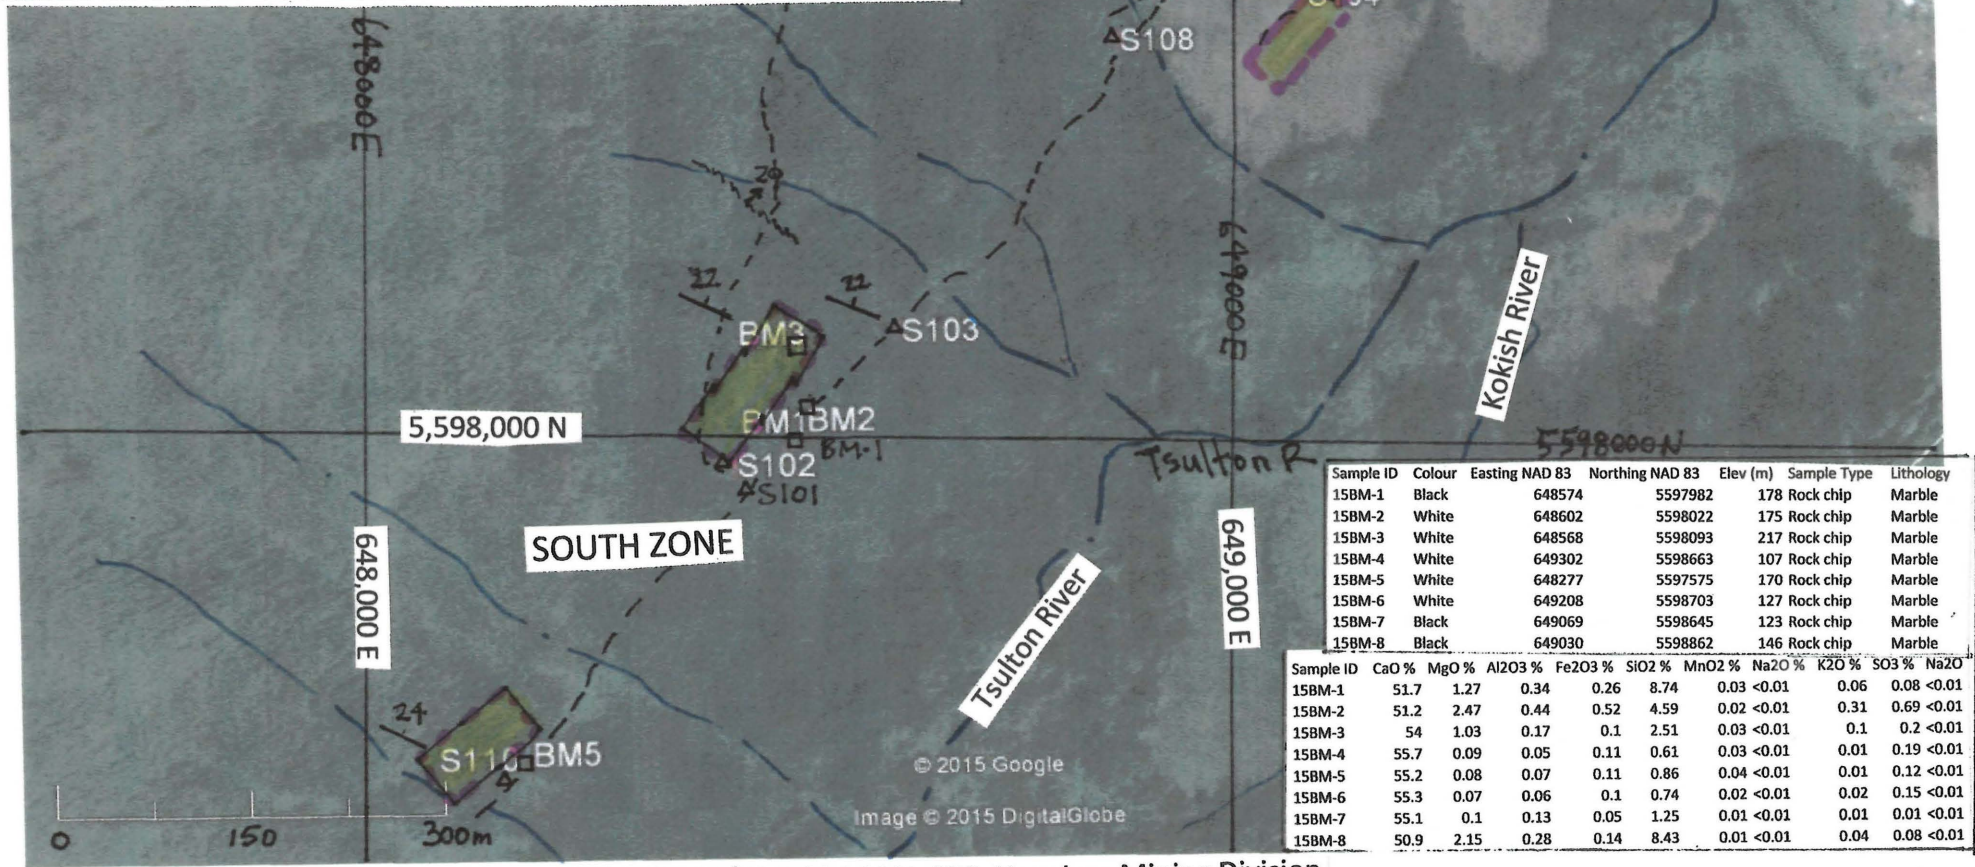 648000E
S108
20
22
22
BM3
S103
649000E
Kokish River
5,598,000 N
BM1 BM2
BM-1
S102
S101
Tsulton R
5598000N
SOUTH ZONE
648,000 E
649,000 E
Tsulton River
24
S110 BM5
© 2015 Google
Image © 2015 DigitalGlobe
0 150 300m
Sample ID Colour Easting NAD 83 Northing NAD 83 Elev (m) Sample Type Lithology
15BM-1 Black 648574 5597982 178 Rock chip Marble
15BM-2 White 648602 5598022 175 Rock chip Marble
15BM-3 White 648568 5598093 217 Rock chip Marble
15BM-4 White 649302 5598663 107 Rock chip Marble
15BM-5 White 648277 5597575 170 Rock chip Marble
15BM-6 White 649208 5598703 127 Rock chip Marble
15BM-7 Black 649069 5598645 123 Rock chip Marble
15BM-8 Black 649030 5598862 146 Rock chip Marble
Sample ID CaO % MgO % Al2O3 % Fe2O3 % SiO2 % MnO2 % Na2O % K2O % SO3 % Na2O
15BM-1 51.7 1.27 0.34 0.26 8.74 0.03 <0.01 0.06 0.08 <0.01
15BM-2 51.2 2.47 0.44 0.52 4.59 0.02 <0.01 0.31 0.69 <0.01
15BM-3 54 1.03 0.17 0.1 2.51 0.03 <0.01 0.1 0.2 <0.01
15BM-4 55.7 0.09 0.05 0.11 0.61 0.03 <0.01 0.01 0.19 <0.01
15BM-5 55.2 0.08 0.07 0.11 0.86 0.04 <0.01 0.01 0.12 <0.01
15BM-6 55.3 0.07 0.06 0.1 0.74 0.02 <0.01 0.02 0.15 <0.01
15BM-7 55.1 0.1 0.13 0.05 1.25 0.01 <0.01 0.01 0.01 <0.01
15BM-8 50.9 2.15 0.28 0.14 8.43 0.01 <0.01 0.04 0.08 <0.01
Mining Division